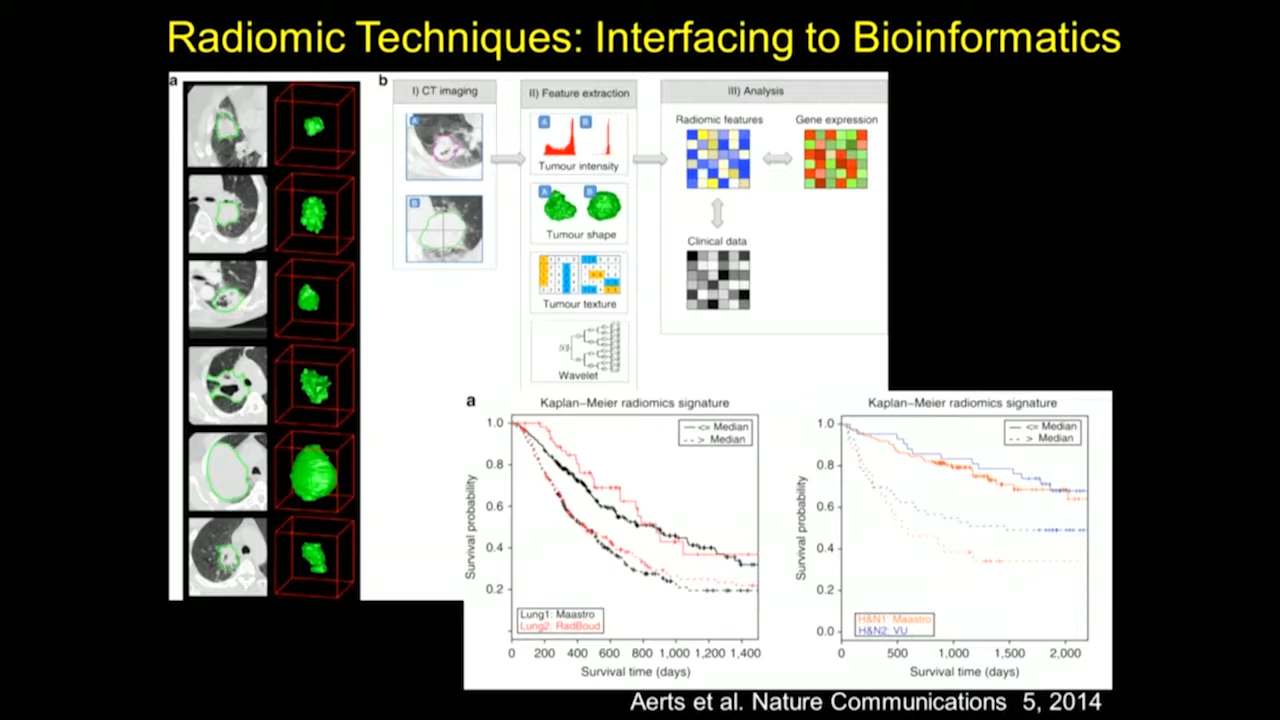 Radiomic Techniques: Interfacing to Bioinformatics
a
b
I) CT imaging
II) Feature extraction
III) Analysis
A
B
A
B
Tumour intensity
A
B
Tumour shape
Tumour texture
Wavelet
Radiomic features
Gene expression
Clinical data
a
Kaplan–Meier radiomics signature
<= Median
> Median
Survival probability
1.0
0.8
0.6
0.4
0.2
Lung1: Maastro
Lung2: RadBoud
0 200 400 600 800 1,000 1,200 1,400
Survival time (days)
Kaplan–Meier radiomics signature
<= Median
> Median
Survival probability
1.0
0.8
0.6
0.4
0.2
0.0
H&N1: Maastro
H&N2: VU
0 500 1,000 1,500 2,000
Survival time (days)
Aerts et al. Nature Communications 5, 2014